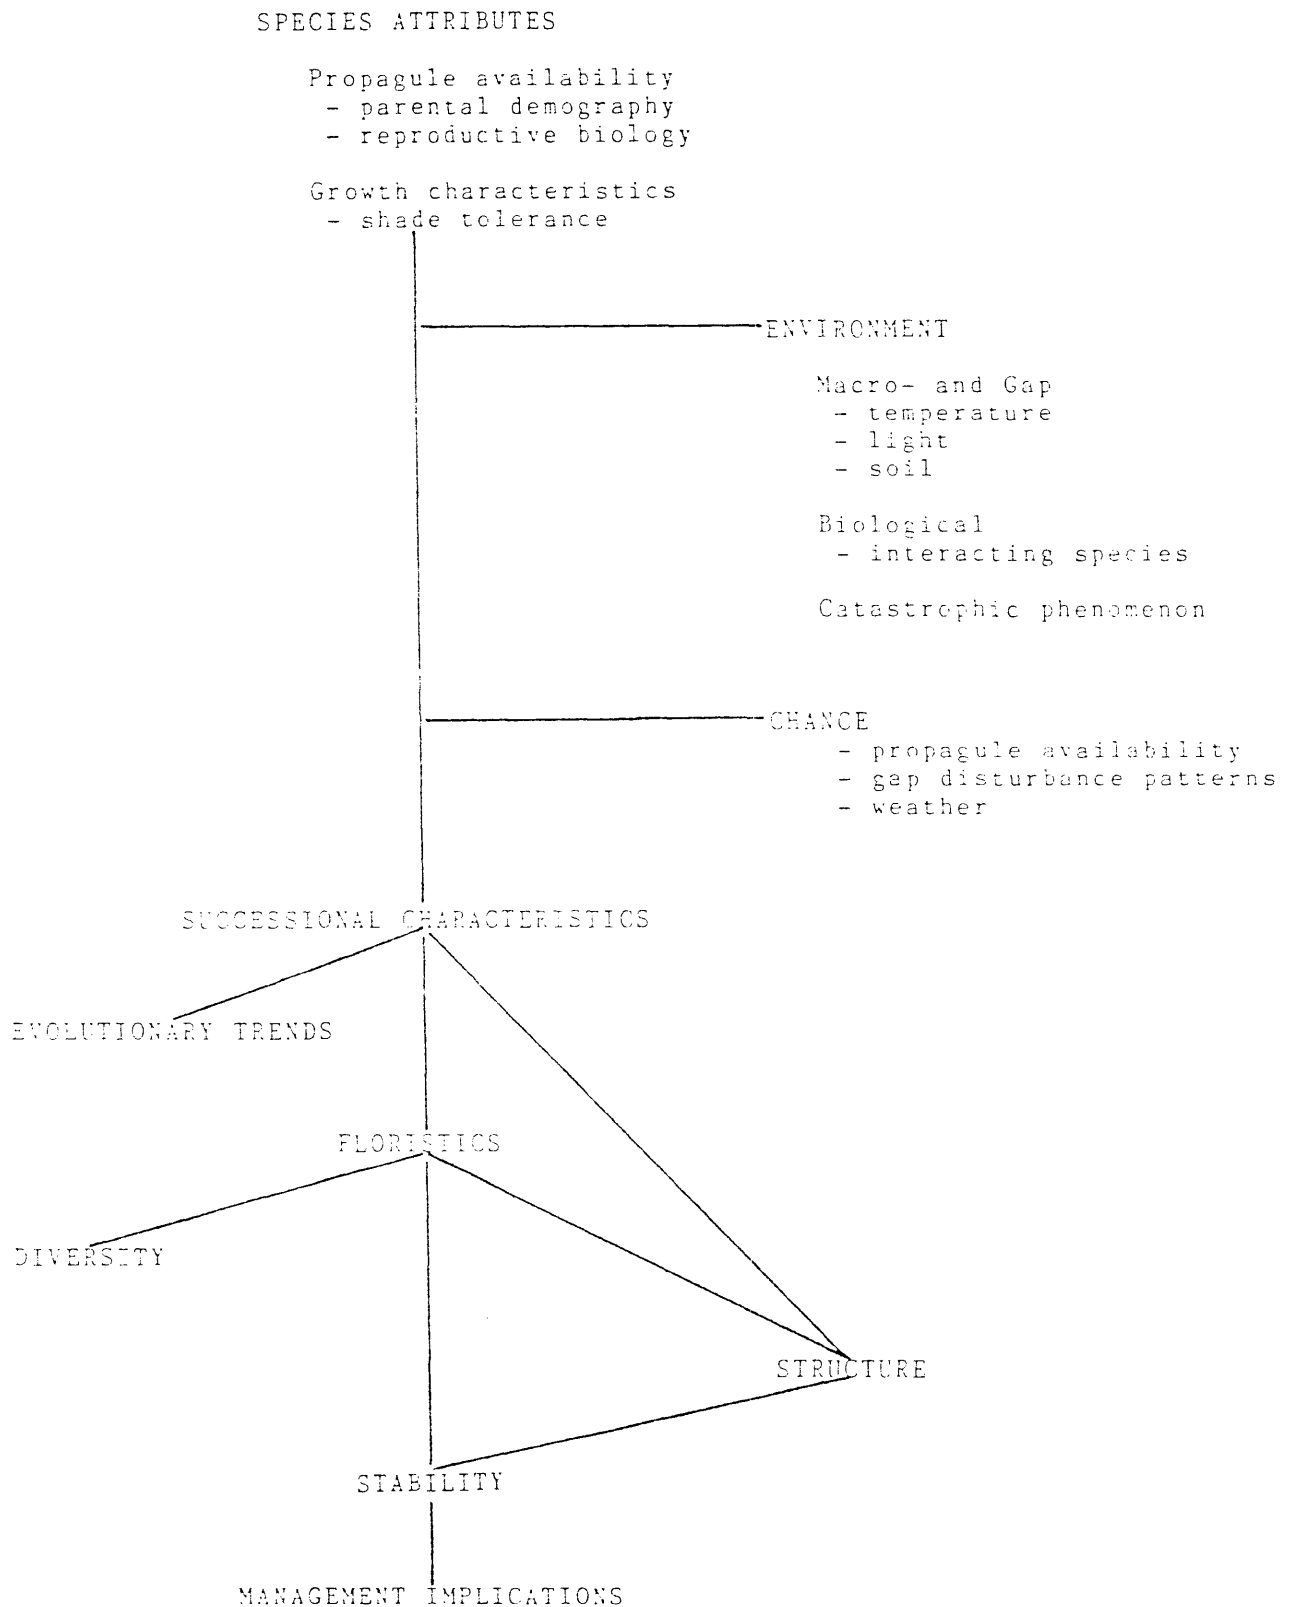 SPECIES ATTRIBUTES
Propagule availability
- parental demography
- reproductive biology
Growth characteristics
- shade tolerance
ENVIRONMENT
Macro- and Gap
- temperature
- light
- soil
Biological
- interacting species
Catastrophic phenomenon
CHANCE
- propagule availability
- gap disturbance patterns
- weather
SUCCESSIONAL CHARACTERISTICS
EVOLUTIONARY TRENDS
FLORISTICS
DIVERSITY
STRUCTURE
STABILITY
MANAGEMENT IMPLICATIONS